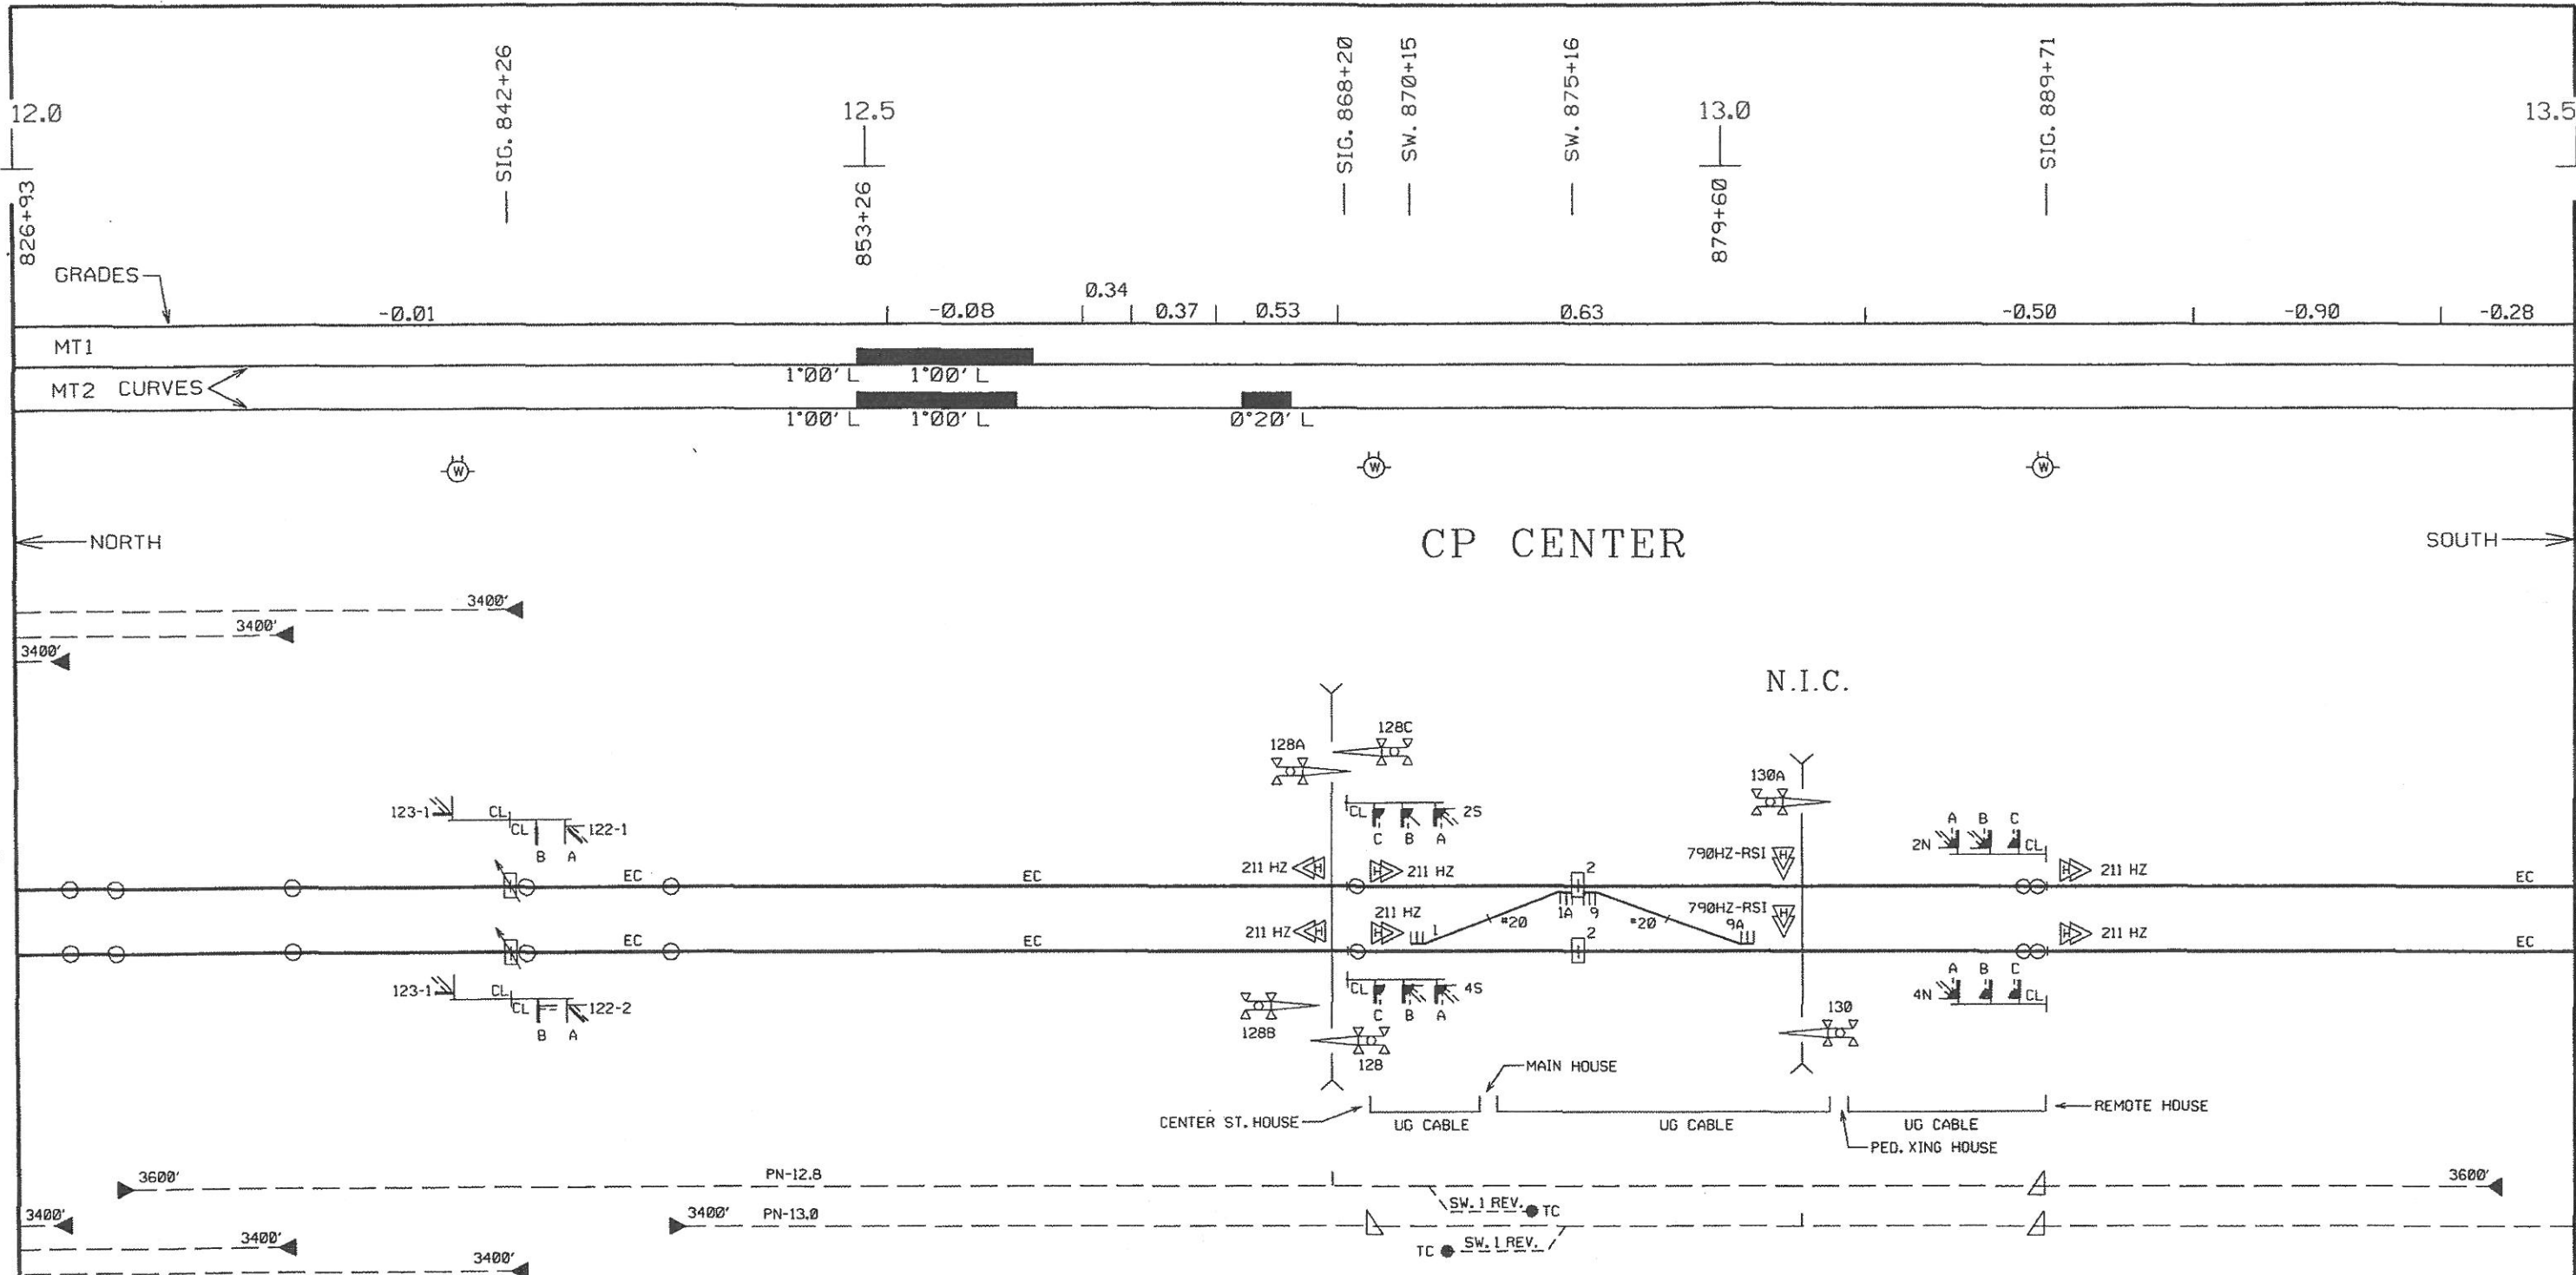 12.0
SIG. 842+26
12.5
SIG. 868+20
SW. 870+15
SW. 875+16
13.0
SIG. 889+71
13.5
826+93
853+26
879+60
GRADES
-0.01
-0.08
0.34
0.37
0.53
0.63
-0.50
-0.90
-0.28
MT1
1°00' L 1°00' L
MT2 CURVES
1°00' L 1°00' L
0°20' L
W
W
W
NORTH
CP CENTER
SOUTH
3400'
3400'
3400'
N.I.C.
128A
128C
130A
123-1
CL
CL
122-1
B A
CL
2S
C B A
A B C
2N
CL
211 HZ
H
H
211 HZ
790HZ-RSI
H
H
211 HZ
EC
EC
2
EC
1A
9
211 HZ
H
211 HZ
H
1
#20
#20
790HZ-RSI
H
9A
H
211 HZ
EC
EC
2
EC
123-1
CL
CL
122-2
B A
CL
4S
C B A
A B C
4N
CL
128B
128
130
MAIN HOUSE
CENTER ST. HOUSE
UG CABLE
UG CABLE
UG CABLE
REMOTE HOUSE
PED. XING HOUSE
3600'
PN-12.8
3600'
SW. 1 REV.
TC
3400'
3400'
PN-13.0
TC
SW. 1 REV.
3400'
3400'